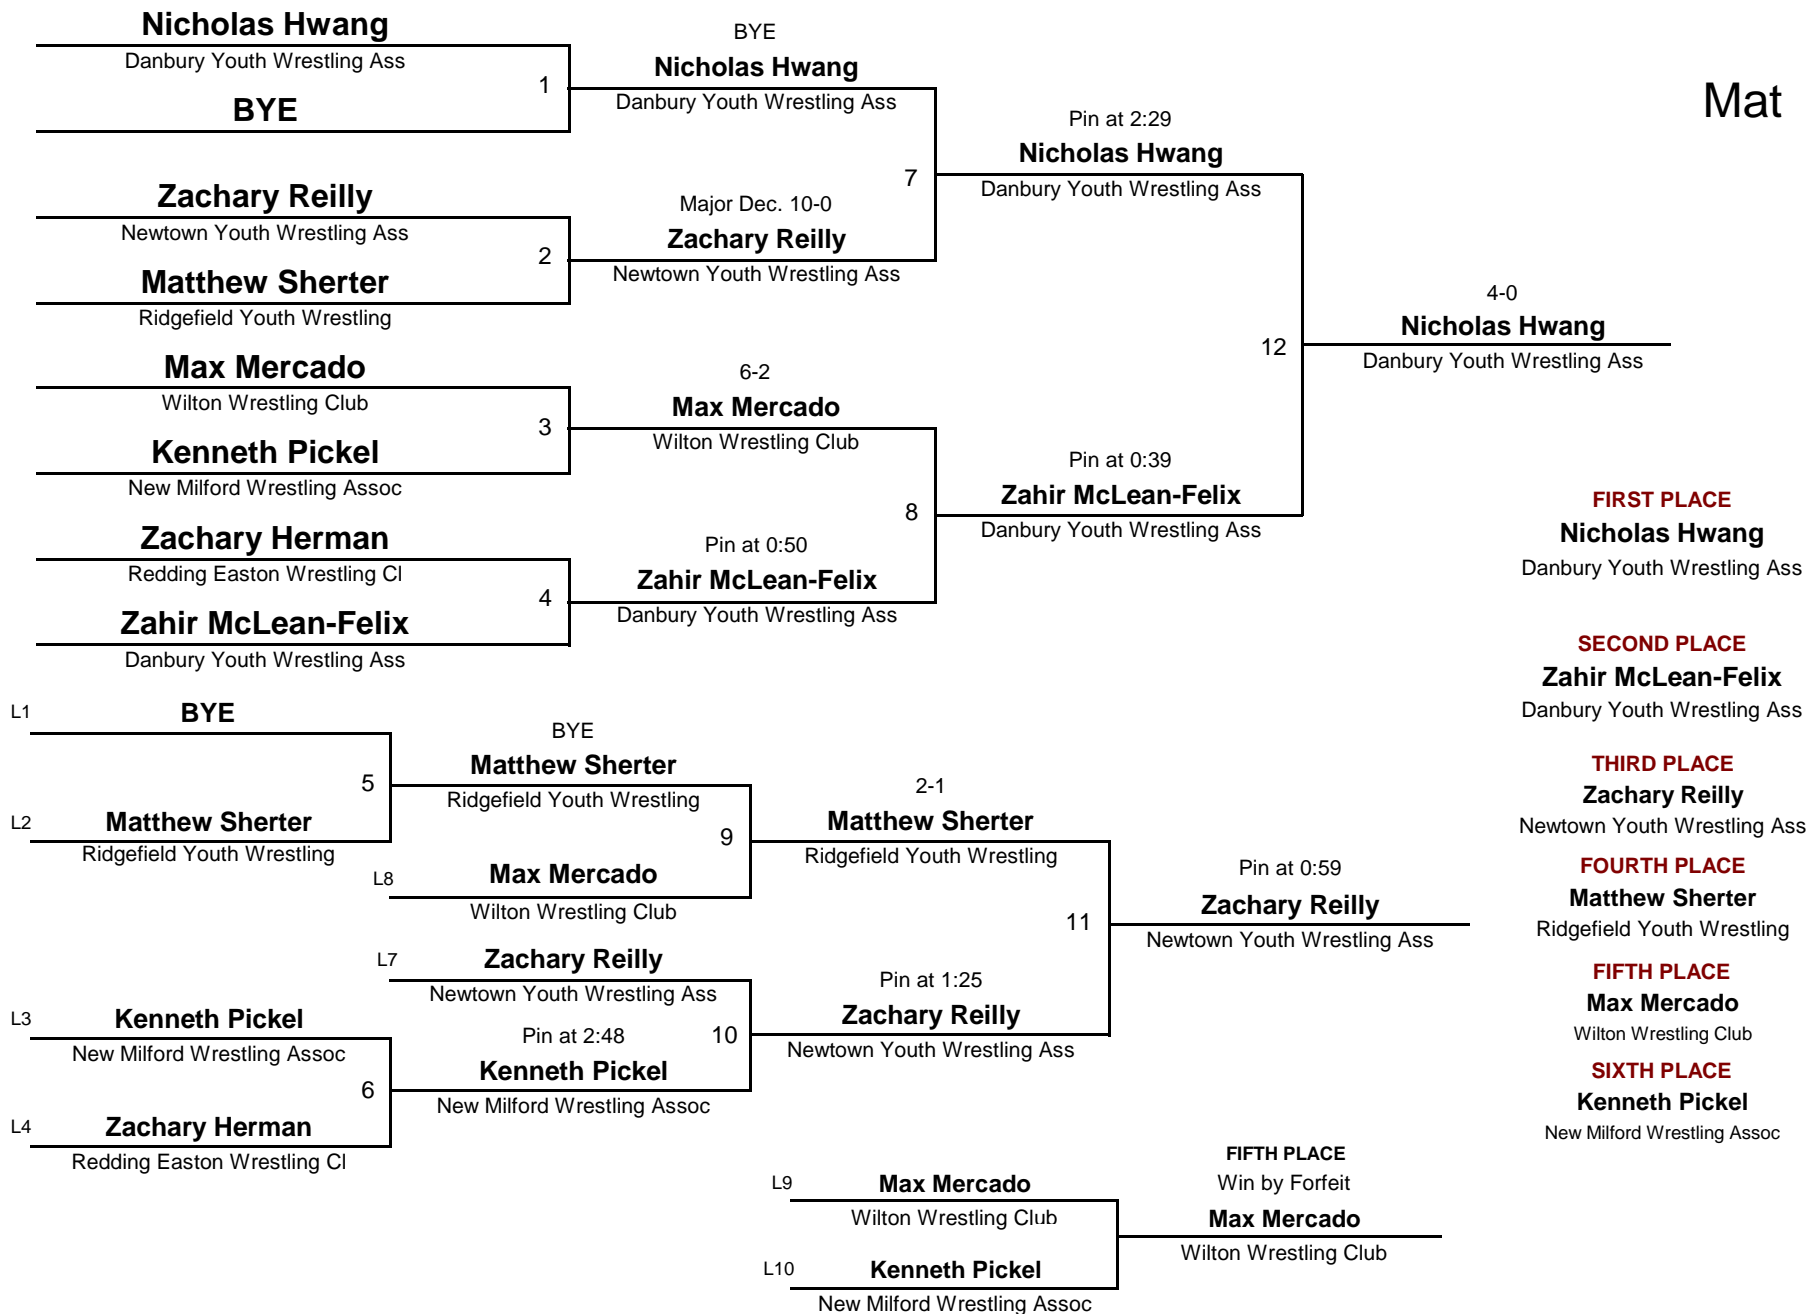 Nicholas Hwang
Danbury Youth Wrestling Ass
1
BYE
BYE
Nicholas Hwang
Danbury Youth Wrestling Ass
Mat
Zachary Reilly
Newtown Youth Wrestling Ass
2
Matthew Sherter
Ridgefield Youth Wrestling
Major Dec. 10-0
Zachary Reilly
Newtown Youth Wrestling Ass
7
Pin at 2:29
Nicholas Hwang
Danbury Youth Wrestling Ass
Max Mercado
Wilton Wrestling Club
3
Kenneth Pickel
New Milford Wrestling Assoc
6-2
Max Mercado
Wilton Wrestling Club
Zachary Herman
Redding Easton Wrestling Cl
4
Zahir McLean-Felix
Danbury Youth Wrestling Ass
Pin at 0:50
Zahir McLean-Felix
Danbury Youth Wrestling Ass
8
Pin at 0:39
Zahir McLean-Felix
Danbury Youth Wrestling Ass
12
4-0
Nicholas Hwang
Danbury Youth Wrestling Ass
FIRST PLACE
Nicholas Hwang
Danbury Youth Wrestling Ass
SECOND PLACE
Zahir McLean-Felix
Danbury Youth Wrestling Ass
THIRD PLACE
Zachary Reilly
Newtown Youth Wrestling Ass
FOURTH PLACE
Matthew Sherter
Ridgefield Youth Wrestling
FIFTH PLACE
Max Mercado
Wilton Wrestling Club
SIXTH PLACE
Kenneth Pickel
New Milford Wrestling Assoc
L1
BYE
5
L2
Matthew Sherter
Ridgefield Youth Wrestling
BYE
Matthew Sherter
Ridgefield Youth Wrestling
9
L8
Max Mercado
Wilton Wrestling Club
2-1
Matthew Sherter
Ridgefield Youth Wrestling
L7
Zachary Reilly
Newtown Youth Wrestling Ass
10
L3
Kenneth Pickel
New Milford Wrestling Assoc
6
L4
Zachary Herman
Redding Easton Wrestling Cl
Pin at 2:48
Kenneth Pickel
New Milford Wrestling Assoc
Pin at 1:25
Zachary Reilly
Newtown Youth Wrestling Ass
11
Pin at 0:59
Zachary Reilly
Newtown Youth Wrestling Ass
L9
Max Mercado
Wilton Wrestling Club
L10
Kenneth Pickel
New Milford Wrestling Assoc
FIFTH PLACE
Win by Forfeit
Max Mercado
Wilton Wrestling Club